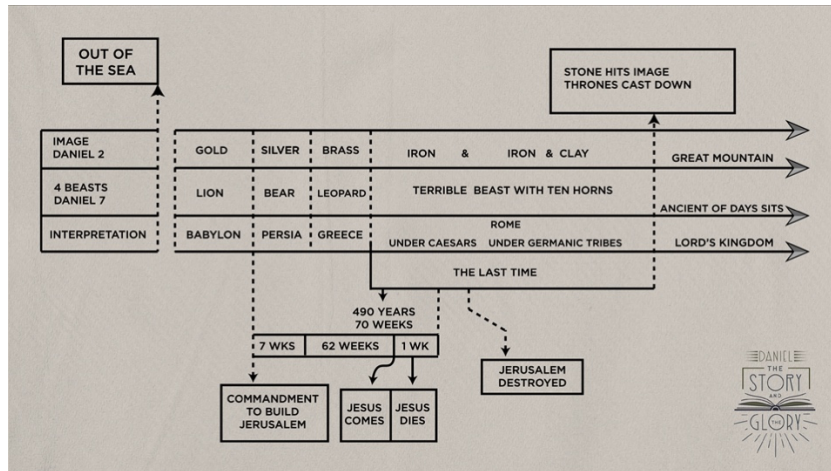 OUT OF
THE SEA
STONE HITS IMAGE
THRONES CAST DOWN
IMAGE
DANIEL 2
GOLD
SILVER
BRASS
IRON & IRON & CLAY
GREAT MOUNTAIN
4 BEASTS
DANIEL 7
LION
BEAR
LEOPARD
TERRIBLE BEAST WITH TEN HORNS
ANCIENT OF DAYS SITS
INTERPRETATION
BABYLON
PERSIA
GREECE
ROME
UNDER CAESARS UNDER GERMANIC TRIBES
LORD'S KINGDOM
THE LAST TIME
490 YEARS
70 WEEKS
7 WKS
62 WEEKS
1 WK
COMMANDMENT
TO BUILD
JERUSALEM
JESUS
COMES
JESUS
DIES
JERUSALEM
DESTROYED
DANIEL
THE
STORY
AND
THE
GLORY